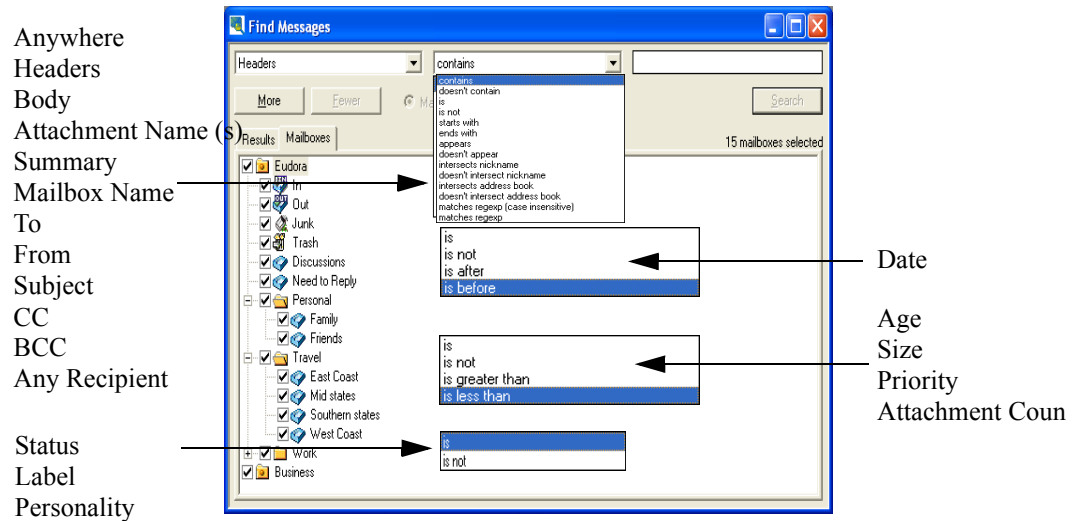 Anywhere
Headers
Body
Attachment Name (s)
Summary
Mailbox Name
To
From
Subject
CC
BCC
Any Recipient
Status
Label
Personality
Find Messages
Headers
contains
contains
doesn't contain
is
is not
starts with
ends with
appears
doesn't appear
intersects nickname
doesn't intersect nickname
intersects address book
doesn't intersect address book
matches regexp (case insensitive)
matches regexp
More
Fewer
Search
Results
Mailboxes
15 mailboxes selected
Eudora
In
Out
Junk
Trash
Discussions
Need to Reply
Personal
Family
Friends
Travel
East Coast
Mid states
Southern states
West Coast
Work
Business
is
is not
is after
is before
is
is not
is greater than
is less than
is
is not
Date
Age
Size
Priority
Attachment Coun